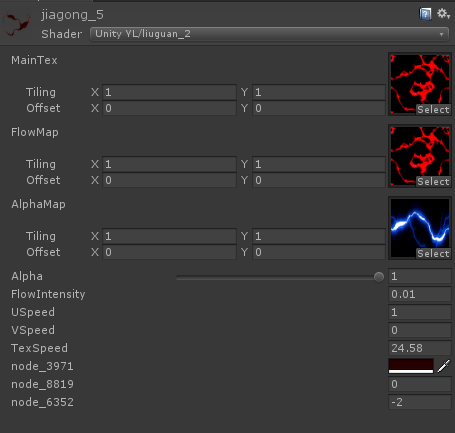 jiagong_5
Shader Unity YL/liuguan_2
MainTex
Tiling X 1 Y 1
Offset X 0 Y 0
Select
FlowMap
Tiling X 1 Y 1
Offset X 0 Y 0
Select
AlphaMap
Tiling X 1 Y 1
Offset X 0 Y 0
Select
Alpha 1
FlowIntensity 0.01
USpeed 1
VSpeed 0
TexSpeed 24.58
node_3971
node_8819 0
node_6352 -2